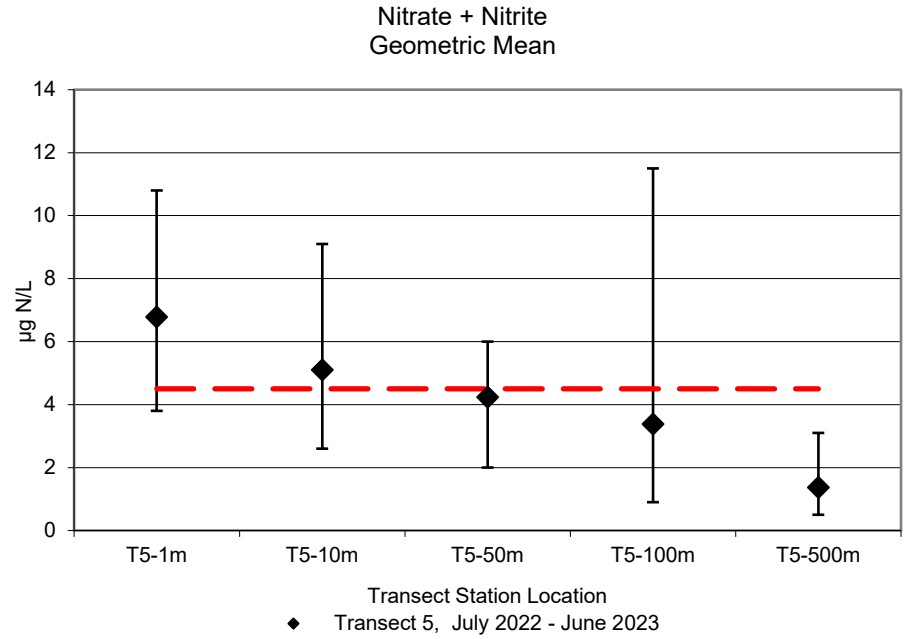 Nitrate + Nitrite
Geometric Mean
14
12
10
8
6
4
2
0
µg N/L
T5-1m T5-10m T5-50m T5-100m T5-500m
Transect Station Location
Transect 5, July 2022 - June 2023